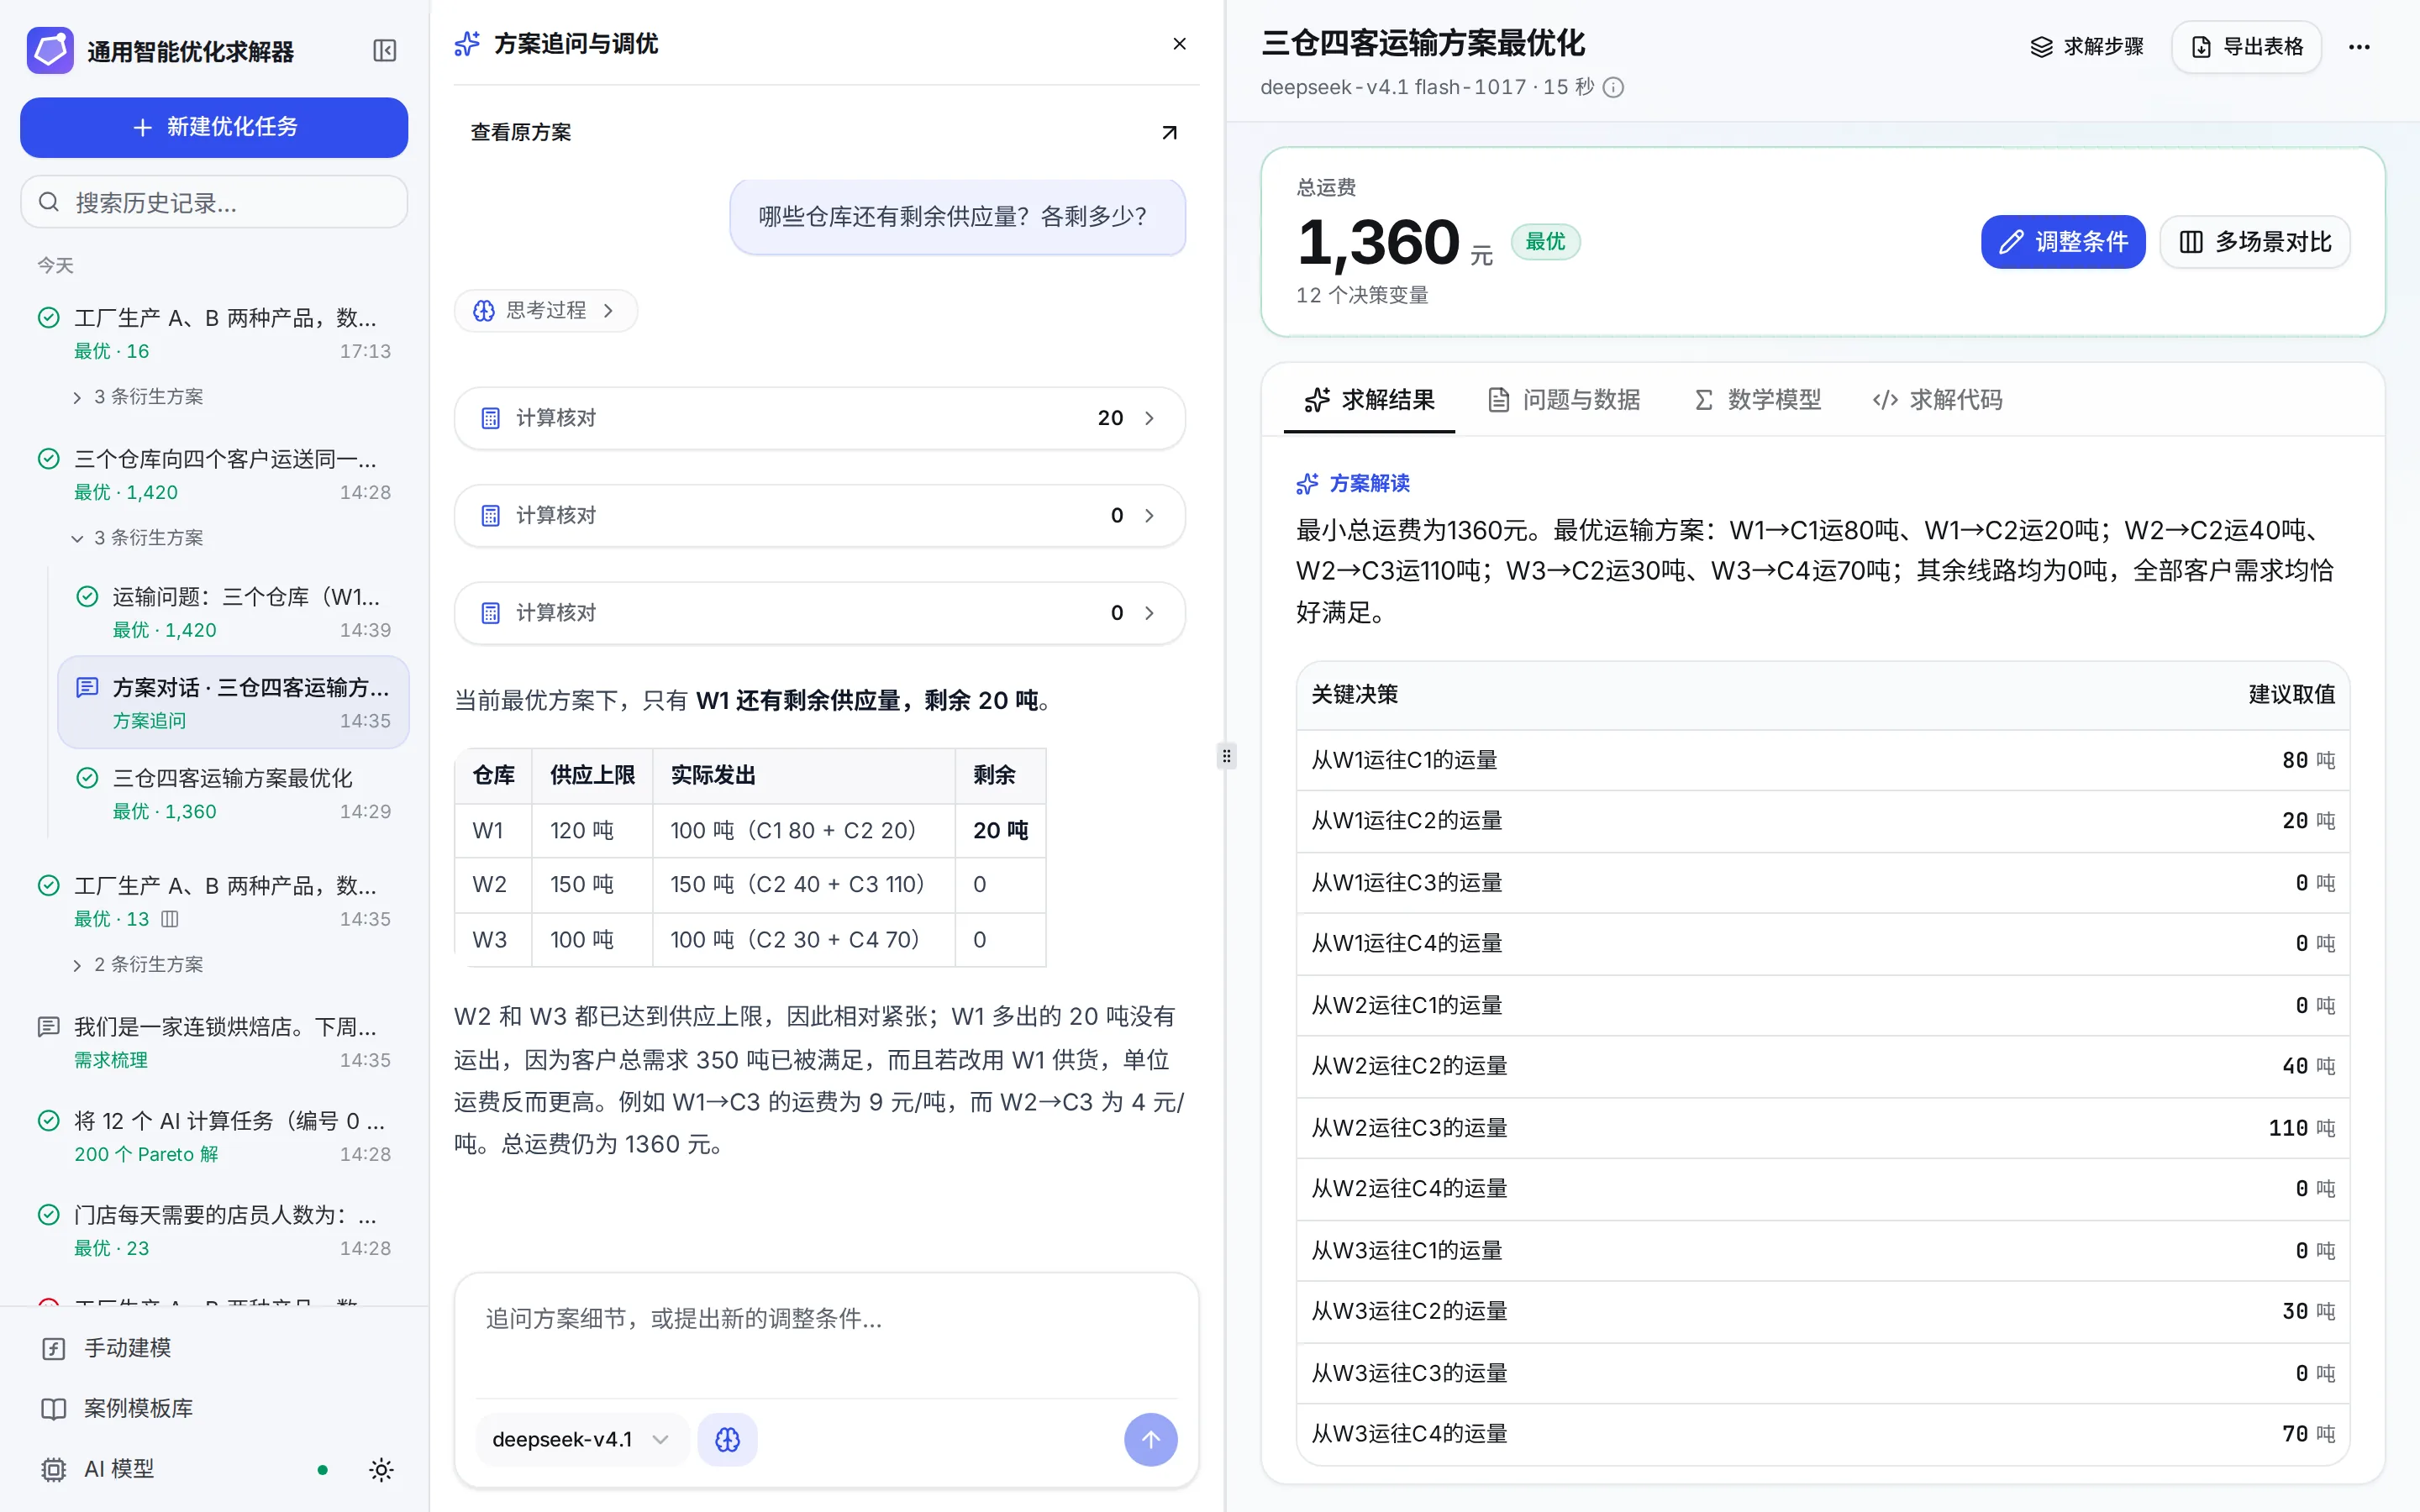 通用智能优化求解器
新建优化任务
搜索历史记录...
今天
工厂生产 A、B 两种产品，数...
最优 · 16 17:13
3 条衍生方案
三个仓库向四个客户运送同一...
最优 · 1,420 14:28
3 条衍生方案
运输问题：三个仓库（W1...
最优 · 1,420 14:39
方案对话 · 三仓四客运输方...
方案追问 14:35
三仓四客运输方案最优化
最优 · 1,360 14:29
工厂生产 A、B 两种产品，数...
最优 · 13 14:35
2 条衍生方案
我们是一家连锁烘焙店。下周...
需求梳理 14:35
将 12 个 AI 计算任务（编号 0 ...
200 个 Pareto 解 14:28
门店每天需要的店员人数为：...
最优 · 23 14:28
手动建模
案例模板库
AI 模型
方案追问与调优
查看原方案
哪些仓库还有剩余供应量？各剩多少？
思考过程
计算核对 20
计算核对 0
计算核对 0
当前最优方案下，只有 W1 还有剩余供应量，剩余 20 吨。
仓库 供应上限 实际发出 剩余
W1 120 吨 100 吨（C1 80 + C2 20） 20 吨
W2 150 吨 150 吨（C2 40 + C3 110） 0
W3 100 吨 100 吨（C2 30 + C4 70） 0
W2 和 W3 都已达到供应上限，因此相对紧张；W1 多出的 20 吨没有
运出，因为客户总需求 350 吨已被满足，而且若改用 W1 供货，单位
运费反而更高。例如 W1→C3 的运费为 9 元/吨，而 W2→C3 为 4 元/
吨。总运费仍为 1360 元。
追问方案细节，或提出新的调整条件...
deepseek-v4.1
三仓四客运输方案最优化
求解步骤
导出表格
deepseek-v4.1 flash-1017 · 15 秒
总运费
1,360 元 最优
12 个决策变量
调整条件
多场景对比
求解结果 问题与数据 数学模型 求解代码
方案解读
最小总运费为1360元。最优运输方案：W1→C1运80吨、W1→C2运20吨；W2→C2运40吨、
W2→C3运110吨；W3→C2运30吨、W3→C4运70吨；其余线路均为0吨，全部客户需求均恰
好满足。
关键决策 建议取值
从W1运往C1的运量 80 吨
从W1运往C2的运量 20 吨
从W1运往C3的运量 0 吨
从W1运往C4的运量 0 吨
从W2运往C1的运量 0 吨
从W2运往C2的运量 40 吨
从W2运往C3的运量 110 吨
从W2运往C4的运量 0 吨
从W3运往C1的运量 0 吨
从W3运往C2的运量 30 吨
从W3运往C3的运量 0 吨
从W3运往C4的运量 70 吨